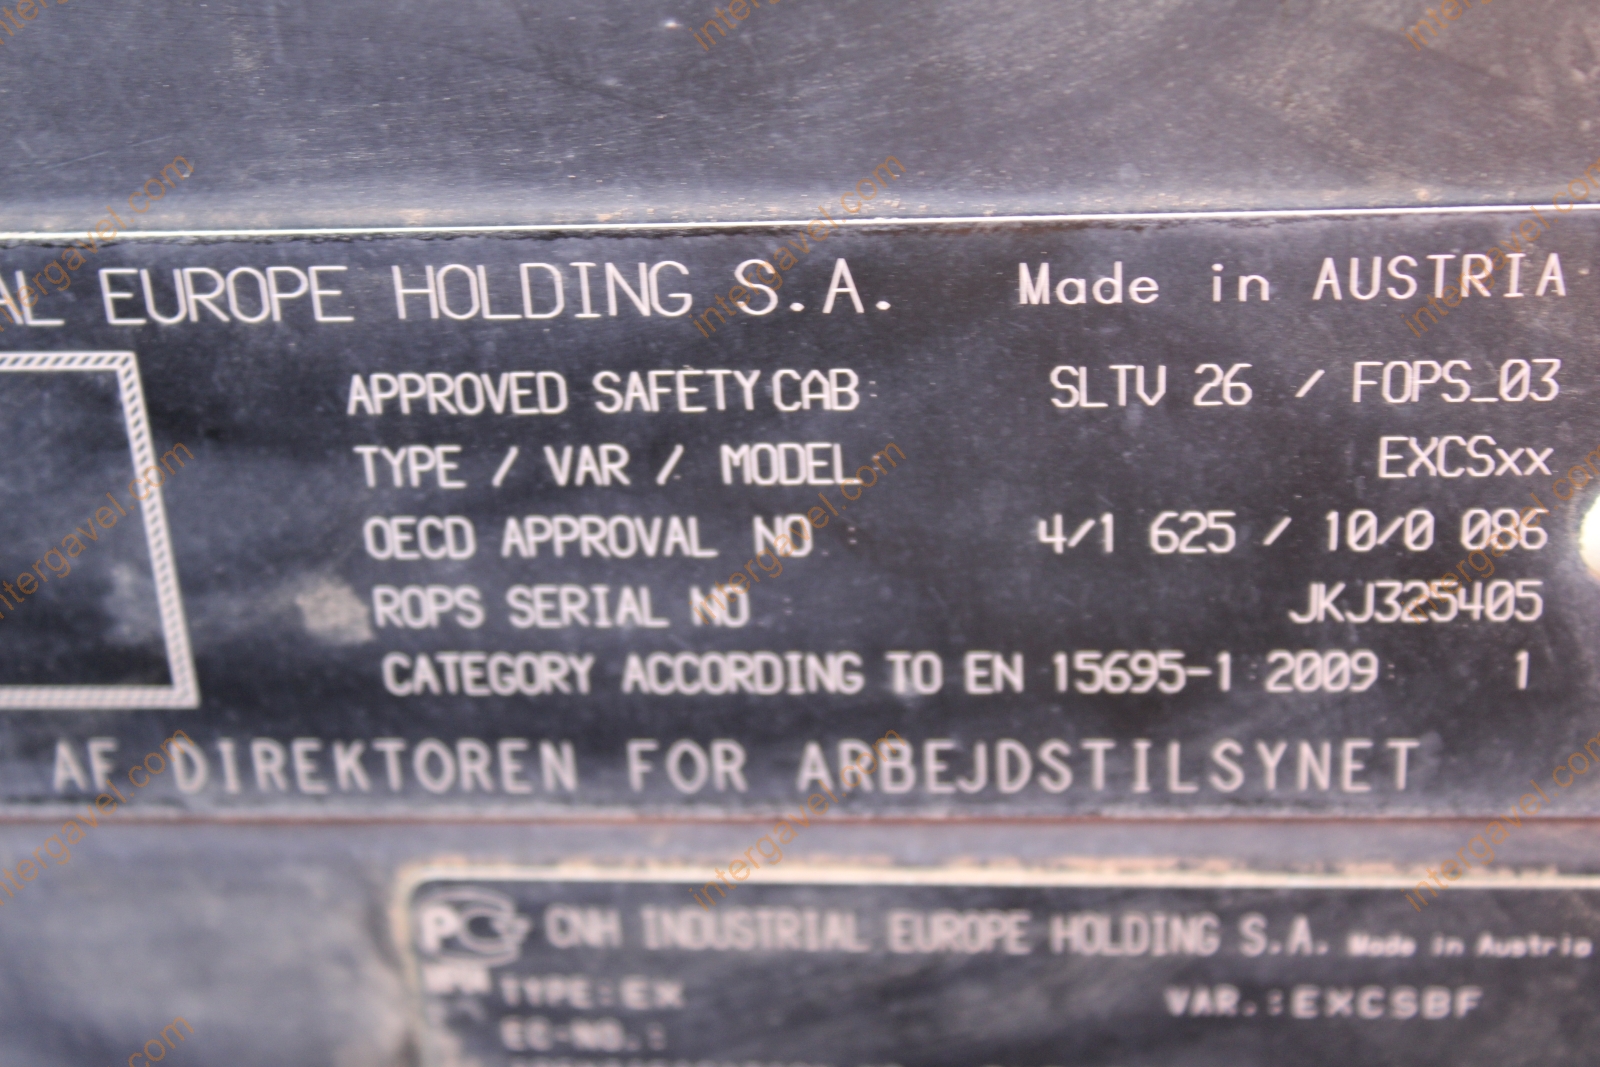 AL EUROPE HOLDING S.A. Made in AUSTRIA
APPROVED SAFETY CAB: SLTV 26 / FOPS_03
TYPE / VAR / MODEL: EXCSxx
OECD APPROVAL NO : 4/1 625 / 10/0 086
ROPS SERIAL NO JKJ325405
CATEGORY ACCORDING TO EN 15695-1:2009: 1
AF DIREKTOREN FOR ARBEJDSTILSYNET
CNH INDUSTRIAL EUROPE HOLDING S.A. Made in Austria
TYPE:EX VAR.:EXCSBF
EC-NO.:
intergavel.com